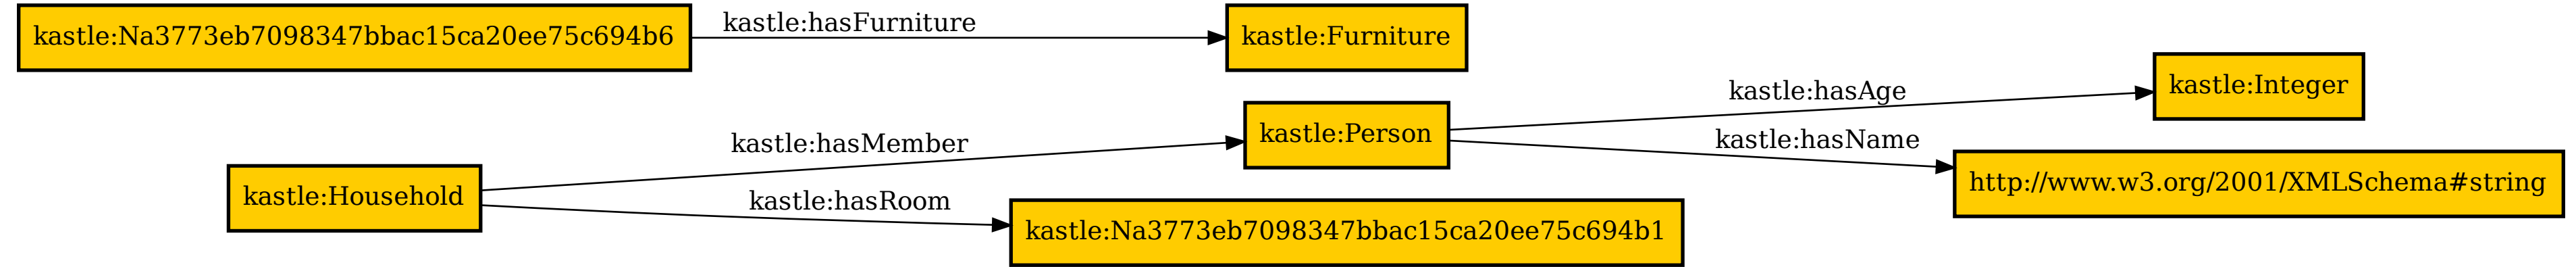 kastle:Na3773eb7098347bbac15ca20ee75c694b6
kastle:hasFurniture
kastle:Furniture
kastle:Household
kastle:hasMember
kastle:Person
kastle:hasAge
kastle:Integer
kastle:hasName
http://www.w3.org/2001/XMLSchema#string
kastle:hasRoom
kastle:Na3773eb7098347bbac15ca20ee75c694b1